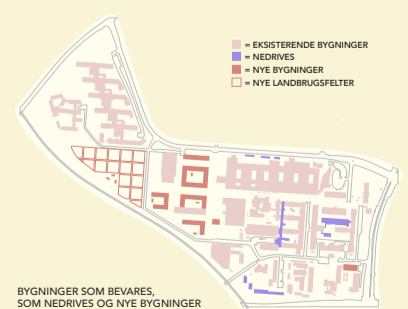 = EKSISTERENDE BYGNINGER
= NEDRIVES
= NYE BYGNINGER
= NYE LANDBRUGSFELTER
BYGNINGER SOM BEVARES,
SOM NEDRIVES OG NYE BYGNINGER